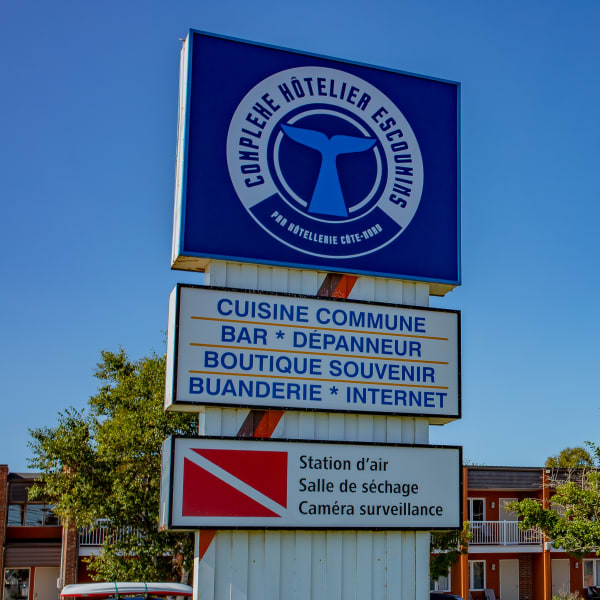 COMPLEXE HÔTELIER ESCOUMINS
PAR HÔTELLERIE CÔTE-NORD
CUISINE COMMUNE
BAR * DÉPANNEUR
BOUTIQUE SOUVENIR
BUANDERIE * INTERNET
Station d'air
Salle de séchage
Caméra surveillance